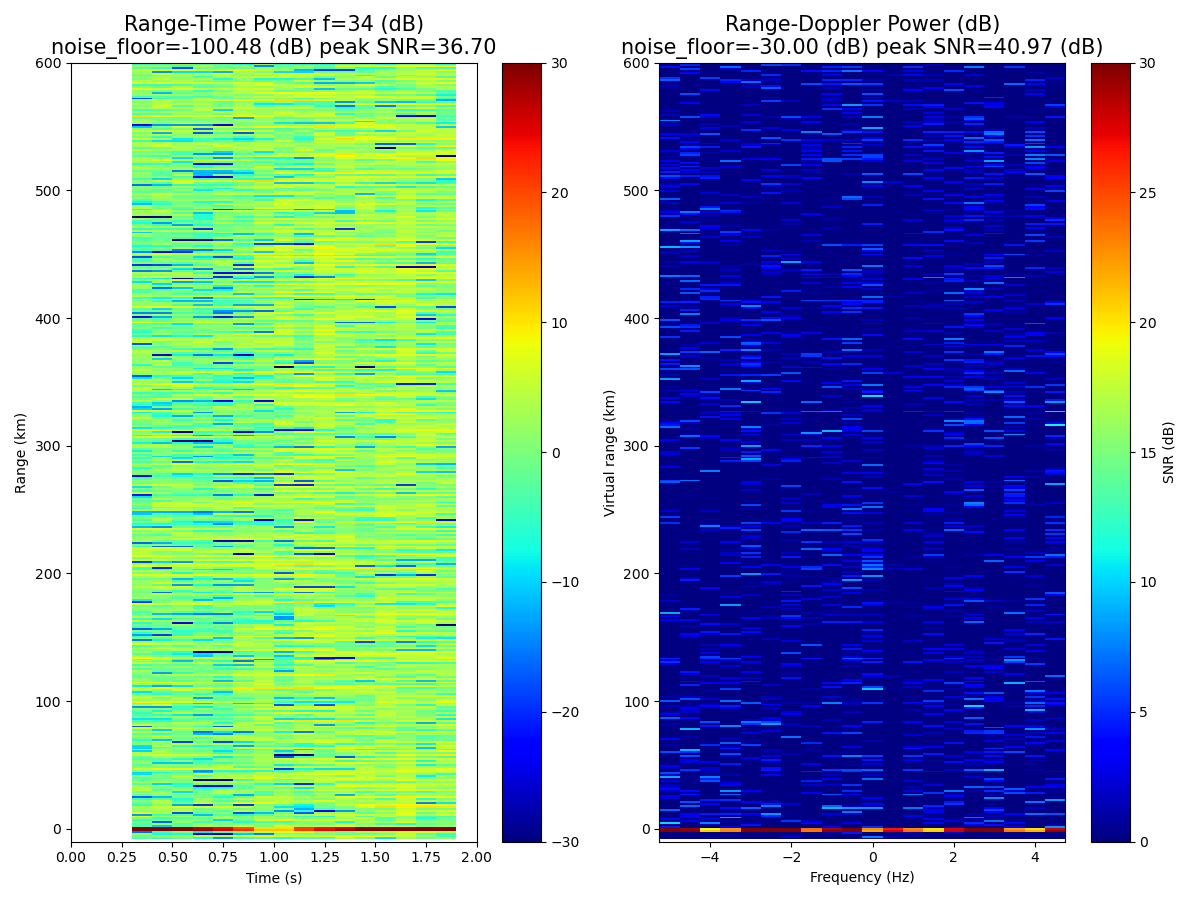 Range-Time Power f=34 (dB)
noise_floor=-100.48 (dB) peak SNR=36.70
Range-Doppler Power (dB)
noise_floor=-30.00 (dB) peak SNR=40.97 (dB)
600
500
400
300
200
100
0
Range (km)
0.00 0.25 0.50 0.75 1.00 1.25 1.50 1.75 2.00
Time (s)
30
20
10
0
−10
−20
−30
600
500
400
300
200
100
0
Virtual range (km)
−4 −2 0 2 4
Frequency (Hz)
30
25
20
15
10
5
0
SNR (dB)